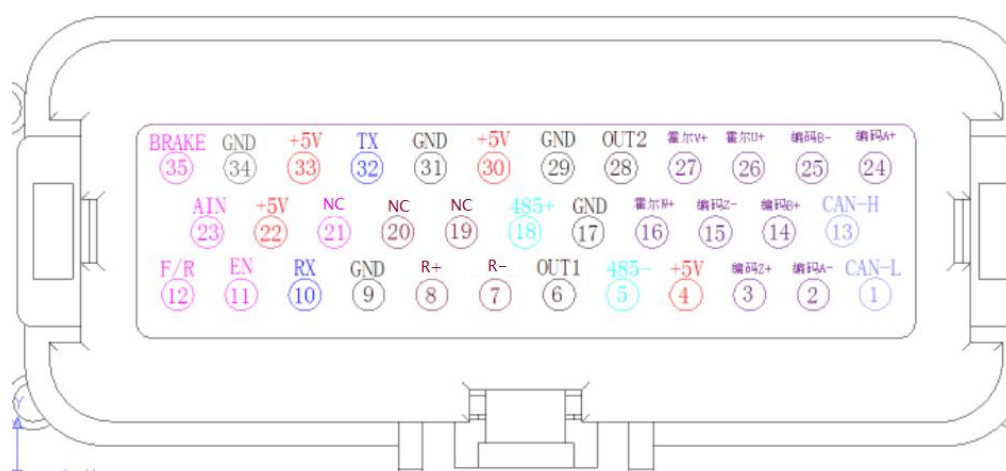 BRAKE GND +5V TX GND +5V GND OUT2 霍尔V+ 霍尔U+ 编码B- 编码A+
35 34 33 32 31 30 29 28 27 26 25 24
AIN +5V NC NC NC 485+ GND 霍尔W+ 编码Z- 编码B+ CAN-H
23 22 21 20 19 18 17 16 15 14 13
F/R EN RX GND R+ R- OUT1 485- +5V 编码Z+ 编码A- CAN-L
12 11 10 9 8 7 6 5 4 3 2 1
Y